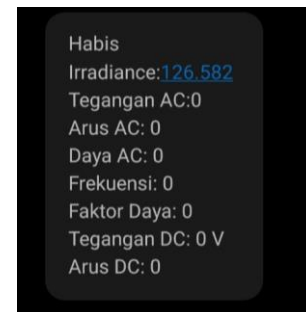 Habis
Irradiance:126.582
Tegangan AC:0
Arus AC: 0
Daya AC: 0
Frekuensi: 0
Faktor Daya: 0
Tegangan DC: 0 V
Arus DC: 0